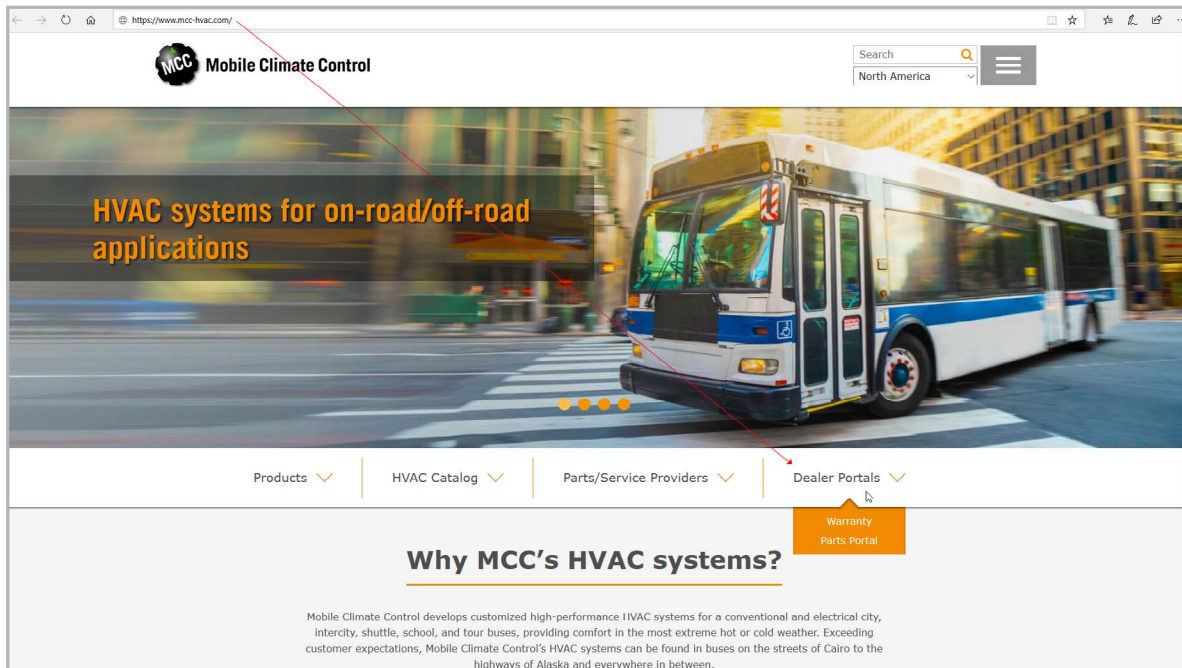 https://www.mcc-hvac.com/
MCC Mobile Climate Control
Search
North America
HVAC systems for on-road/off-road
applications
Products
HVAC Catalog
Parts/Service Providers
Dealer Portals
Warranty
Parts Portal
Why MCC's HVAC systems?
Mobile Climate Control develops customized high-performance HVAC systems for a conventional and electrical city,
intercity, shuttle, school, and tour buses, providing comfort in the most extreme hot or cold weather. Exceeding
customer expectations, Mobile Climate Control's HVAC systems can be found in buses on the streets of Cairo to the
highways of Alaska and everywhere in between.